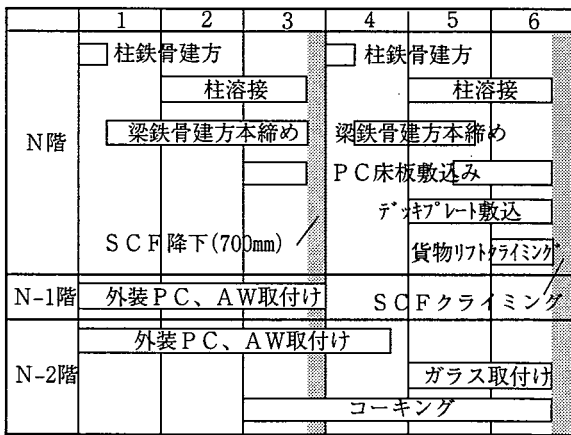 1 2 3 4 5 6
N階
柱鉄骨建方 柱鉄骨建方
柱溶接 柱溶接
梁鉄骨建方本締め 梁鉄骨建方本締め
PC床板敷込み
デッキプレート敷込
SCF降下(700mm) 貨物リフトクライミング
N-1階 外装PC、AW取付け SCFクライミング
N-2階
外装PC、AW取付け
ガラス取付け
コーキング